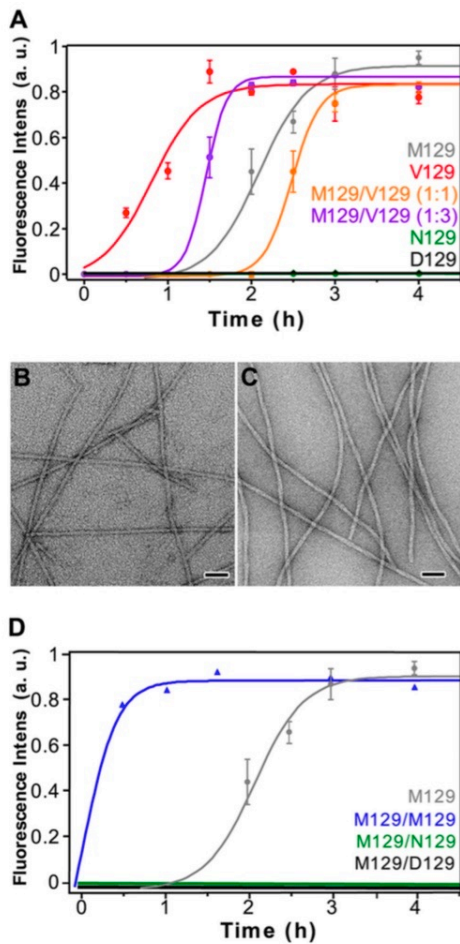 A
Fluorescence Intens (a. u.)
1
0.8
0.6
0.4
0.2
0
M129
V129
M129/V129 (1:1)
M129/V129 (1:3)
N129
D129
0 1 2 3 4
Time (h)
B
C
D
Fluorescence Intens (a. u.)
1
0.8
0.6
0.4
0.2
0
M129
M129/M129
M129/N129
M129/D129
0 1 2 3 4
Time (h)